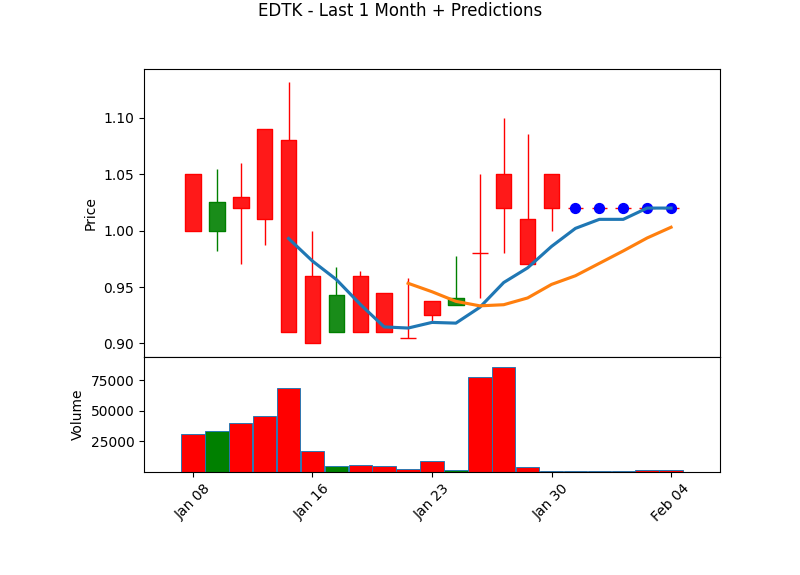 EDTK - Last 1 Month + Predictions
1.10
1.05
1.00
0.95
0.90
Price
75000
50000
25000
Volume
Jan 08
Jan 16
Jan 23
Jan 30
Feb 04